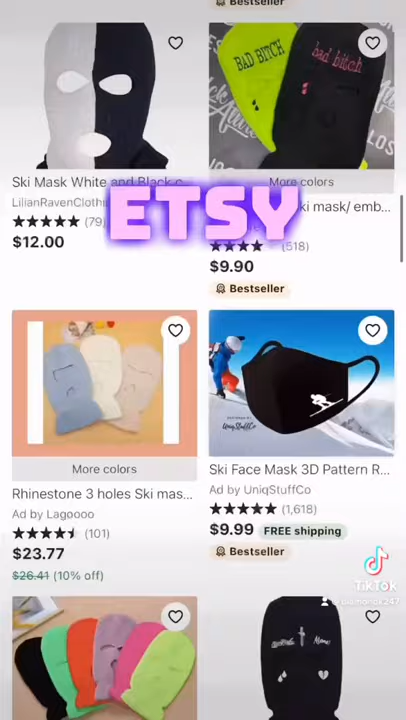 Bestseller
BAD BITCH
bad bitch
More colors
Ski Mask White and Black c...
ki mask/ emb...
LilianRavenCloth
ETSY
(79)
(518)
$12.00
$9.90
Bestseller
More colors
Ski Face Mask 3D Pattern R...
Rhinestone 3 holes Ski mas...
Ad by UniqStuffCo
Ad by Lagoooo
(1,618)
(101)
$9.99 FREE shipping
$23.77
Bestseller
$26.41 (10% off)
TikTok